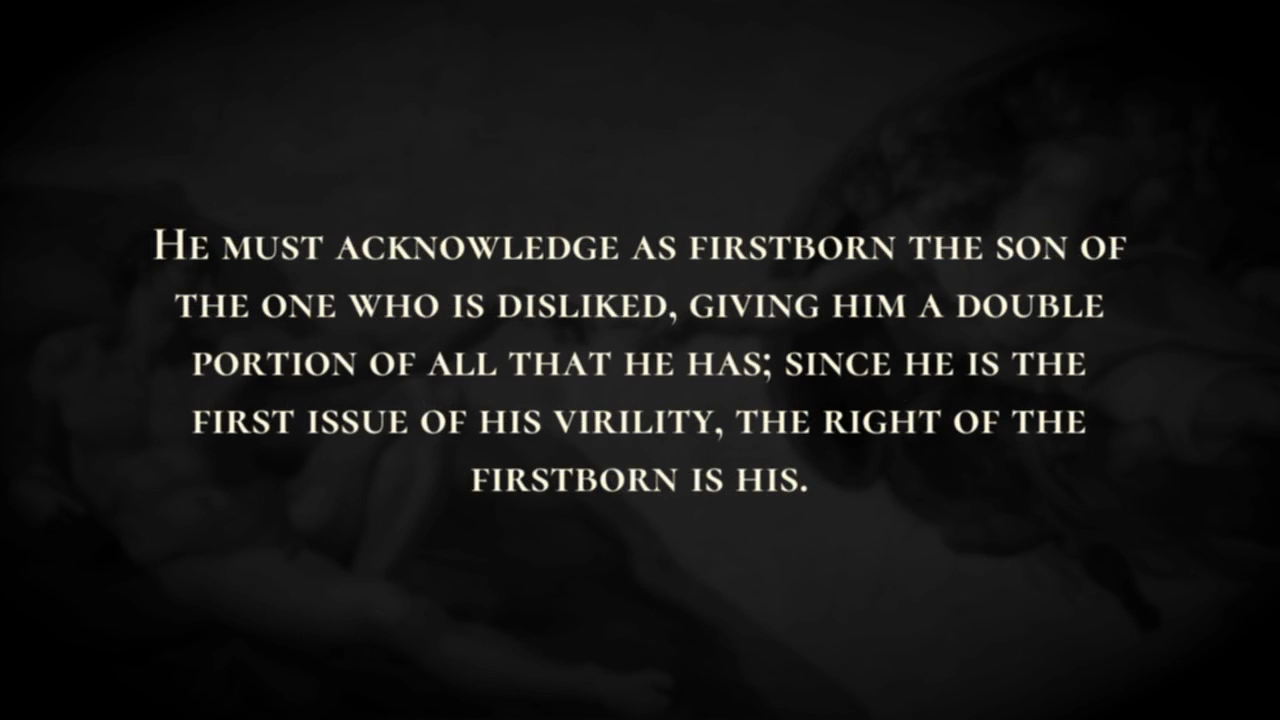 He must acknowledge as firstborn the son of
the one who is disliked, giving him a double
portion of all that he has; since he is the
first issue of his virility, the right of the
firstborn is his.